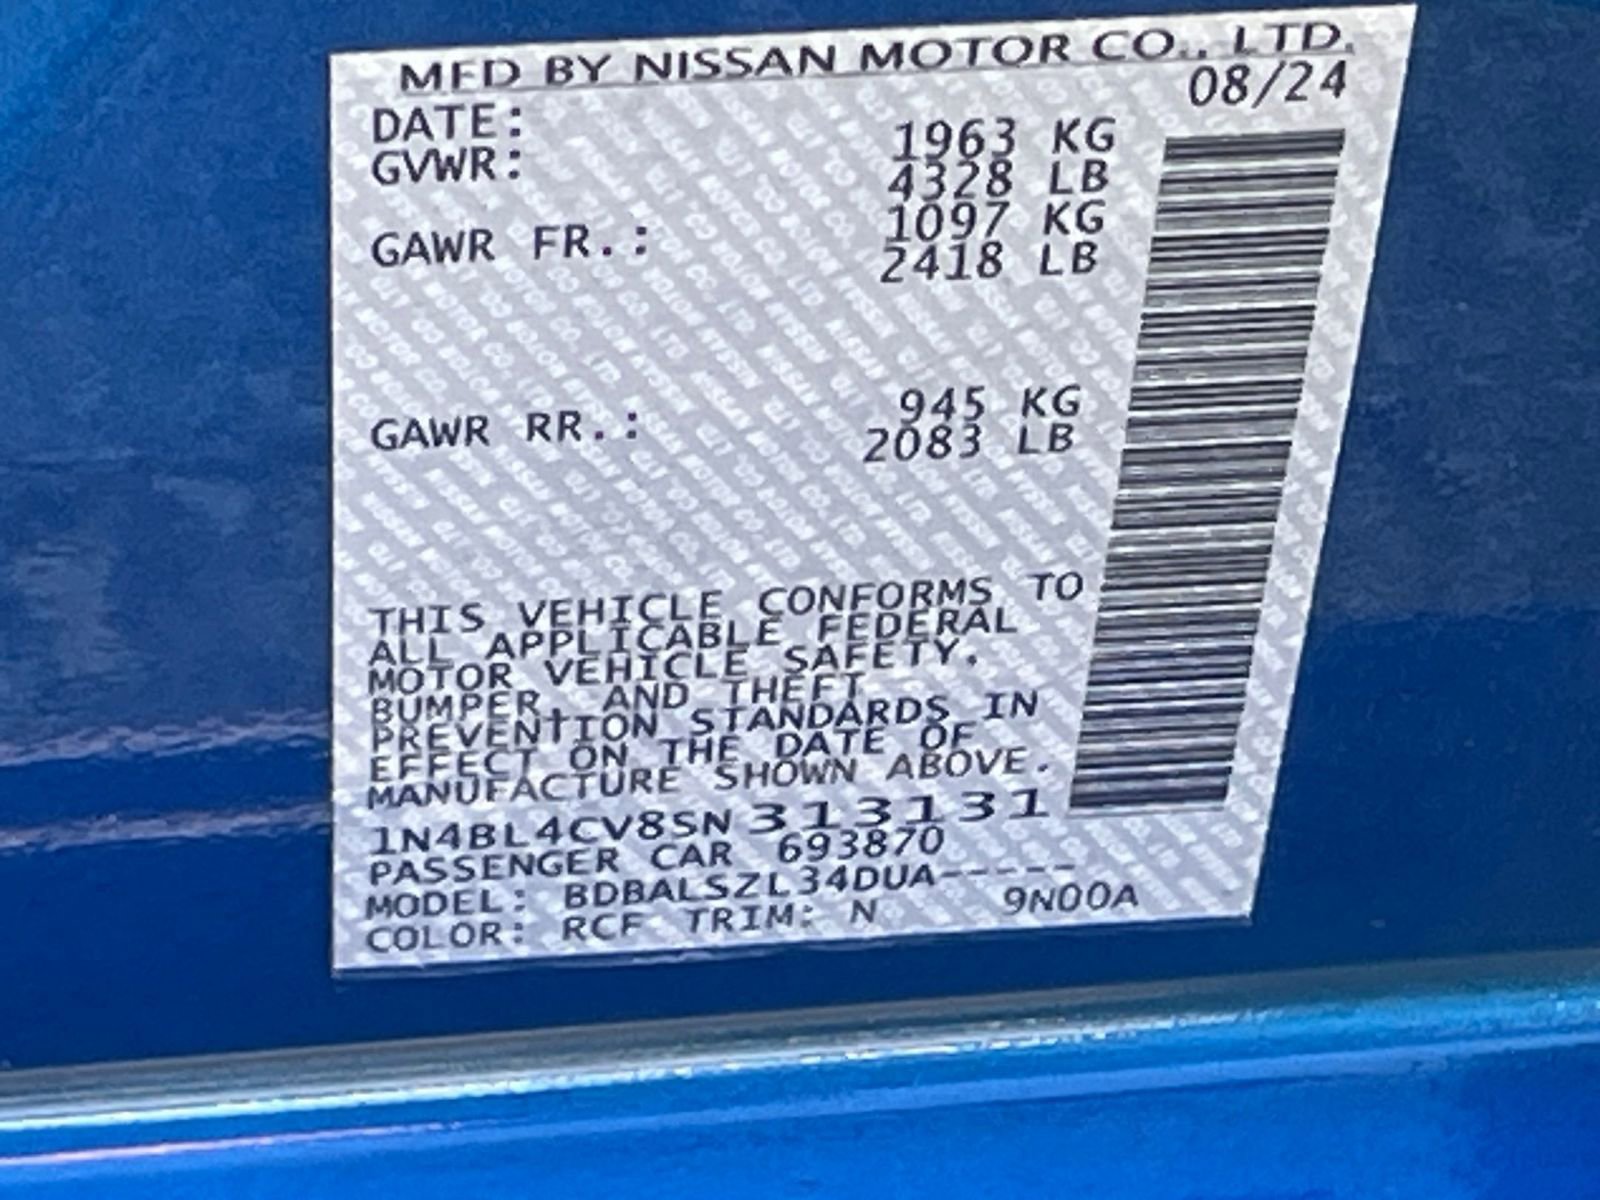 MFD BY NISSAN MOTOR CO., LTD.
DATE: 08/24
GVWR: 1963 KG
4328 LB
GAWR FR.: 1097 KG
2418 LB
GAWR RR.: 945 KG
2083 LB
THIS VEHICLE CONFORMS TO
ALL APPLICABLE FEDERAL
MOTOR VEHICLE SAFETY,
BUMPER, AND THEFT
PREVENTION STANDARDS IN
EFFECT ON THE DATE OF
MANUFACTURE SHOWN ABOVE.
1N4BL4CV8SN313131
PASSENGER CAR 693870
MODEL: BDBALSZL34DUA-----
COLOR: RCF TRIM: N 9N00A